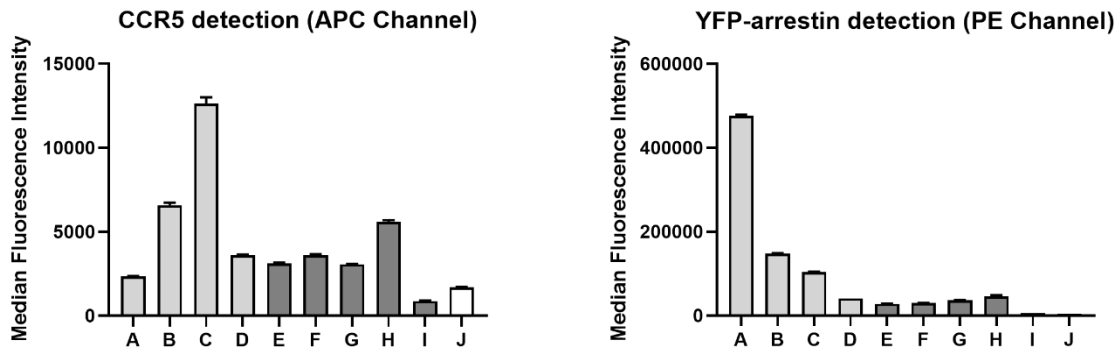 CCR5 detection (APC Channel)
Median Fluorescence Intensity
15000
10000
5000
0
A B C D E F G H I J
YFP-arrestin detection (PE Channel)
Median Fluorescence Intensity
600000
400000
200000
0
A B C D E F G H I J